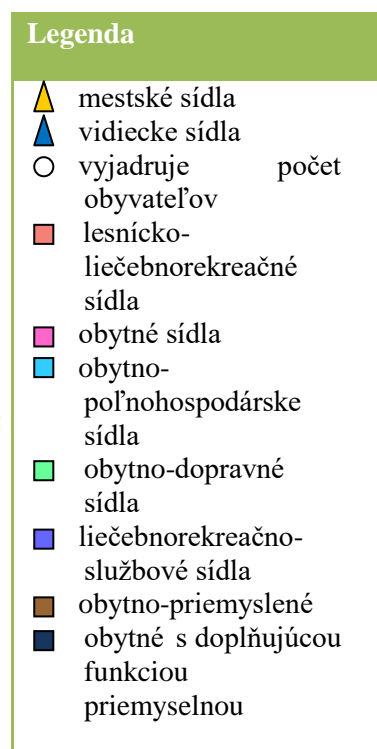 Legenda
mestské sídla
vidiecke sídla
vyjadruje počet
obyvateľov
lesnícko-
liečebnorekreačné
sídla
obytné sídla
obytno-
poľnohospodárske
sídla
obytno-dopravné
sídla
liečebnorekreačno-
službové sídla
obytno-priemyslené
obytné s doplňujúcou
funkciou
priemyselnou